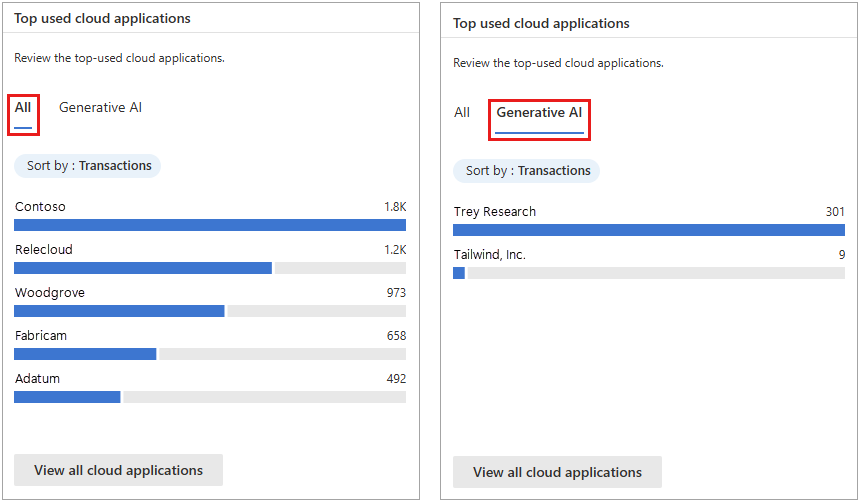 Top used cloud applications
Review the top-used cloud applications.
All Generative AI
Sort by : Transactions
Contoso 1.8K
Relecloud 1.2K
Woodgrove 973
Fabricam 658
Adatum 492
View all cloud applications
Top used cloud applications
Review the top-used cloud applications.
All Generative AI
Sort by : Transactions
Trey Research 301
Tailwind, Inc. 9
View all cloud applications